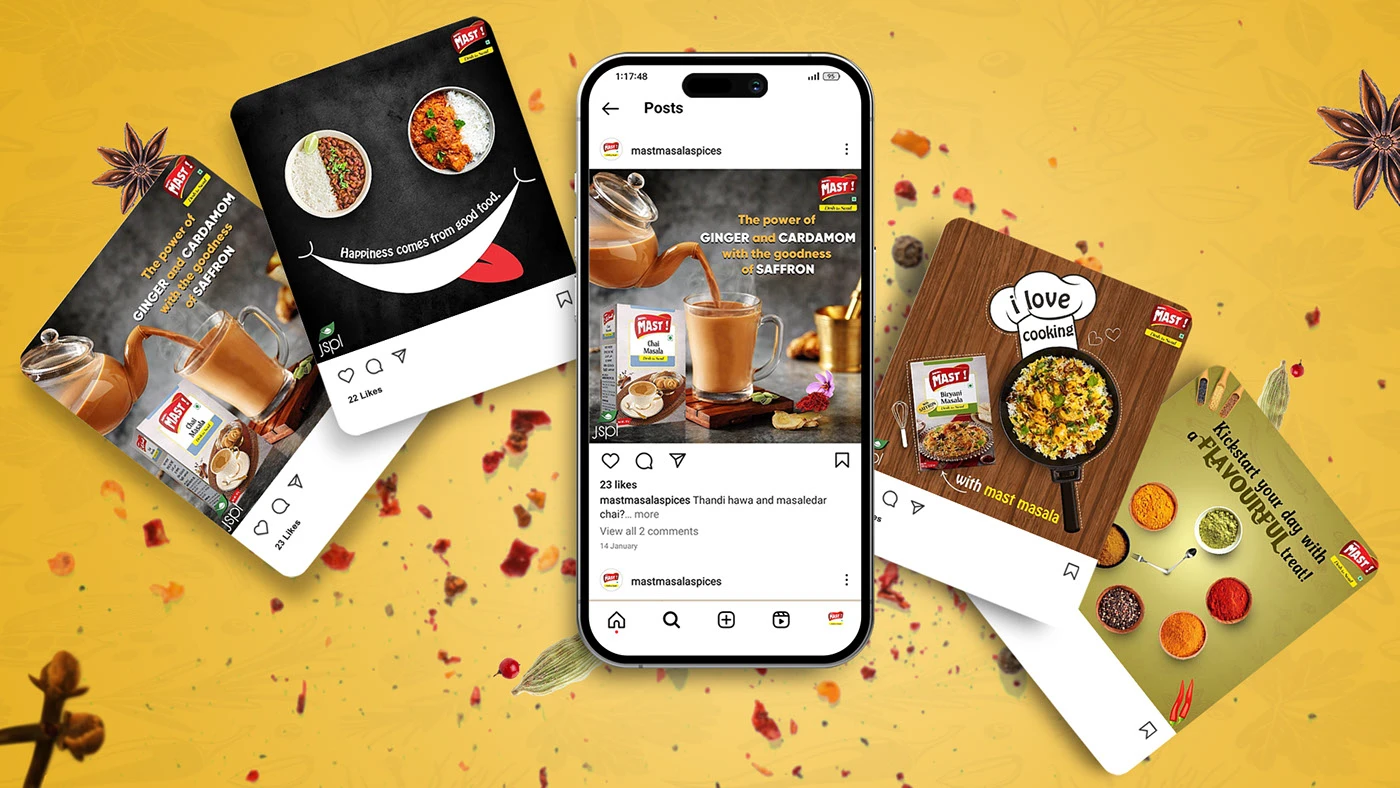 MAST !
The power of
GINGER and CARDAMOM
with the goodness
of SAFFRON
MAST !
Chai
Masala
jspl
23 Likes
MAST !
Happiness comes from good food.
jspl
22 Likes
1:17:48
95
Posts
mastmasalaspices
MAST !
The power of
GINGER and CARDAMOM
with the goodness
of SAFFRON
MAST !
Chai
Masala
jspl
23 likes
mastmasalaspices Thandi hawa and masaledar
chai?... more
View all 2 comments
14 January
mastmasalaspices
i love
cooking
MAST !
MAST !
Biryani
Masala
with mast masala
Kickstart your day with
a FLAVOURFUL
treat!
MAST !